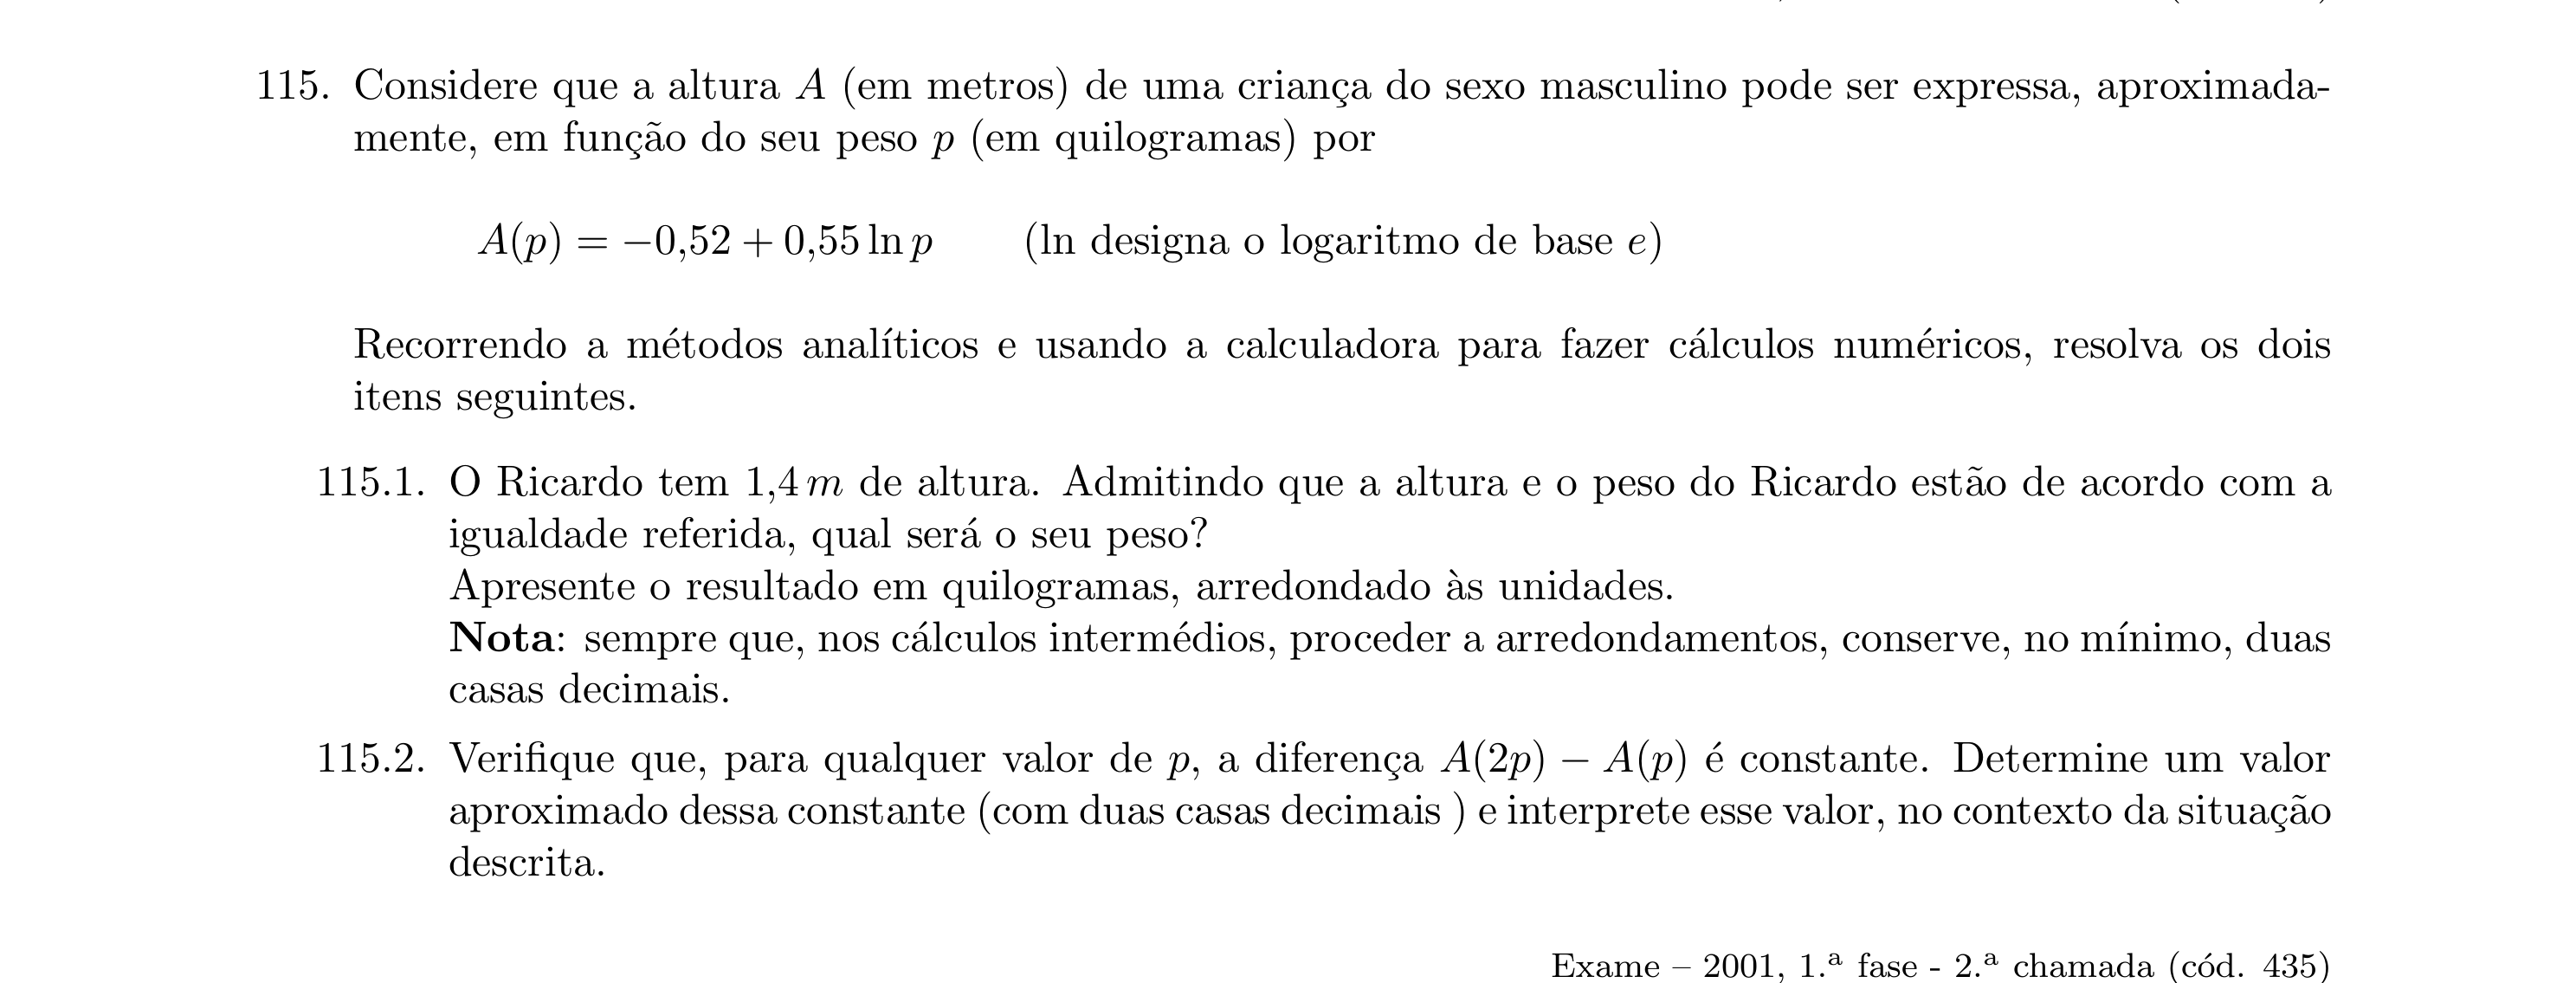 115. Considere que a altura A (em metros) de uma criança do sexo masculino pode ser expressa, aproximada-
mente, em função do seu peso p (em quilogramas) por
A(p) = −0,52 + 0,55 ln p (ln designa o logaritmo de base e)
Recorrendo a métodos analíticos e usando a calculadora para fazer cálculos numéricos, resolva os dois
itens seguintes.
115.1. O Ricardo tem 1,4 m de altura. Admitindo que a altura e o peso do Ricardo estão de acordo com a
igualdade referida, qual será o seu peso?
Apresente o resultado em quilogramas, arredondado às unidades.
Nota: sempre que, nos cálculos intermédios, proceder a arredondamentos, conserve, no mínimo, duas
casas decimais.
115.2. Verifique que, para qualquer valor de p, a diferença A(2p) − A(p) é constante. Determine um valor
aproximado dessa constante (com duas casas decimais ) e interprete esse valor, no contexto da situação
descrita.
Exame – 2001, 1.ª fase - 2.ª chamada (cód. 435)